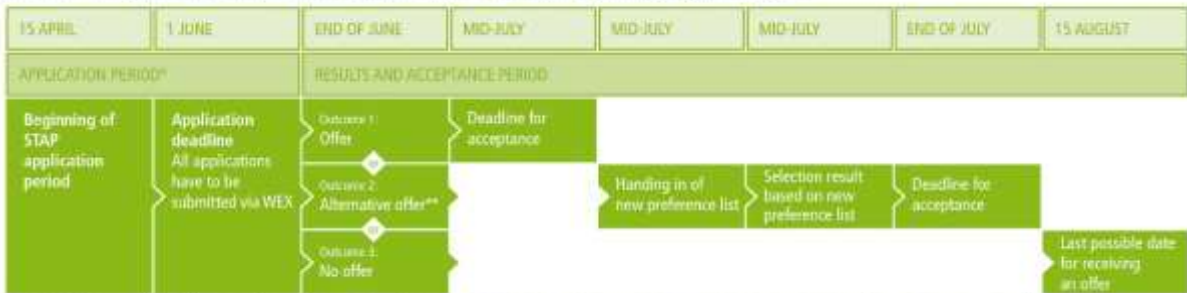 15 APRIL
1 JUNE
END OF JUNE
MID-JULY
MID-JULY
MID-JULY
END OF JULY
15 AUGUST
APPLICATION PERIOD*
RESULTS AND ACCEPTANCE PERIOD
Beginning of
STAP
application
period
Application
deadline
All applications
have to be
submitted via WEX
Outcome 1:
Offer
or
Outcome 2:
Alternative offer**
or
Outcome 3:
No offer
Deadline for
acceptance
Handing in of
new preference list
Selection result
based on new
preference list
Deadline for
acceptance
Last possible date
for receiving
an offer